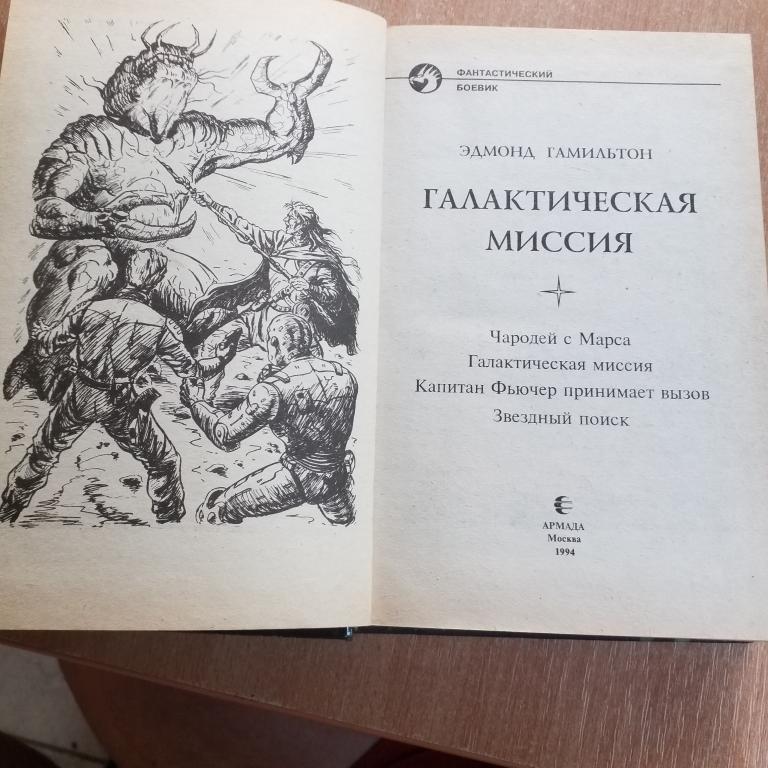 ФАНТАСТИЧЕСКИЙ
БОЕВИК
ЭДМОНД ГАМИЛЬТОН
ГАЛАКТИЧЕСКАЯ
МИССИЯ
Чародей с Марса
Галактическая миссия
Капитан Фьючер принимает вызов
Звездный поиск
АРМАДА
Москва
1994